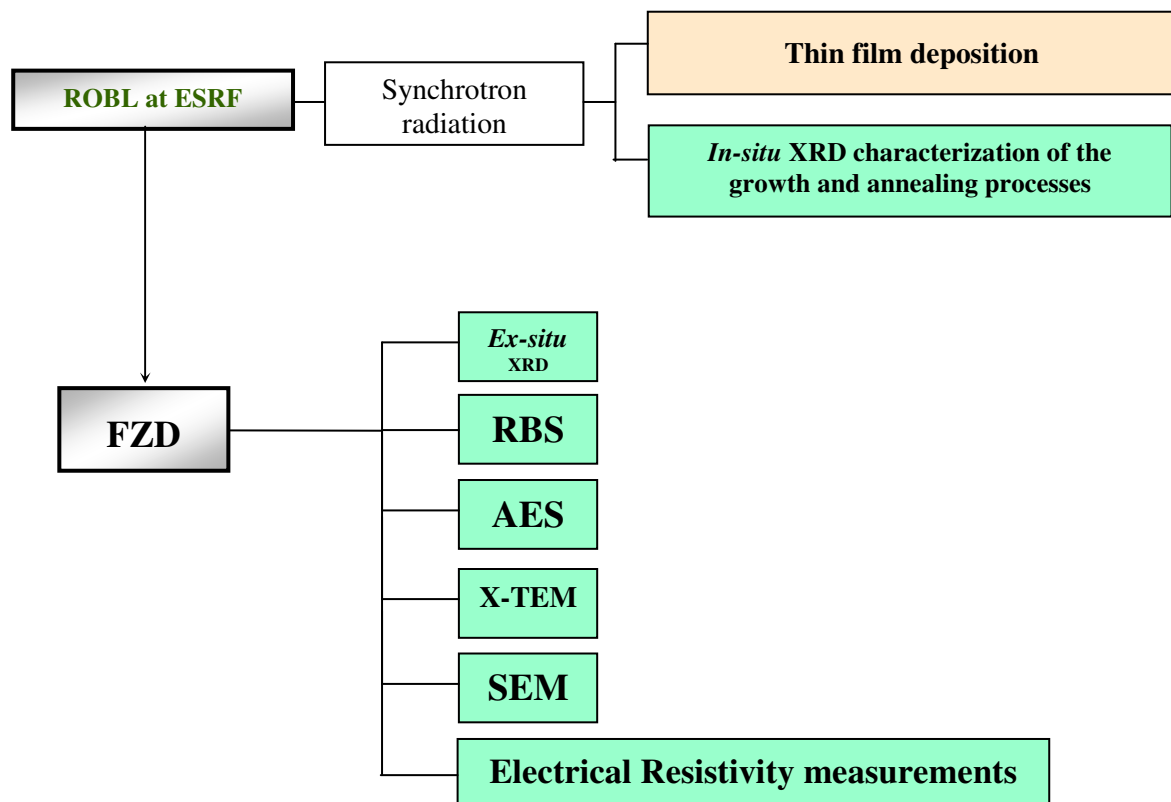 Thin film deposition
ROBL at ESRF
Synchrotron
radiation
In-situ XRD characterization of the
growth and annealing processes
Ex-situ
XRD
FZD
RBS
AES
X-TEM
SEM
Electrical Resistivity measurements